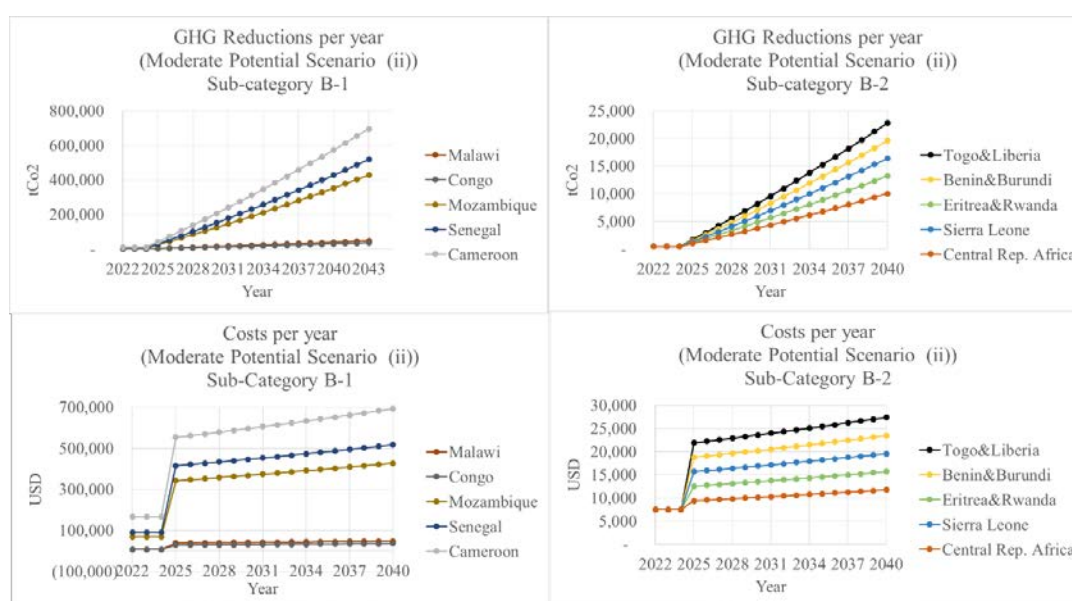 GHG Reductions per year
(Moderate Potential Scenario (ii))
Sub-category B-1
800,000
600,000
400,000
200,000
-
tCo2
2022 2025 2028 2031 2034 2037 2040 2043
Year
Malawi
Congo
Mozambique
Senegal
Cameroon
GHG Reductions per year
(Moderate Potential Scenario (ii))
Sub-category B-2
25,000
20,000
15,000
10,000
5,000
-
tCo2
2022 2025 2028 2031 2034 2037 2040
Year
Togo&Liberia
Benin&Burundi
Eritrea&Rwanda
Sierra Leone
Central Rep. Africa
Costs per year
(Moderate Potential Scenario (ii))
Sub-Category B-1
700,000
500,000
300,000
100,000
(100,000)
USD
2022 2025 2028 2031 2034 2037 2040
Year
Malawi
Congo
Mozambique
Senegal
Cameroon
Costs per year
(Moderate Potential Scenario (ii))
Sub-Category B-2
30,000
25,000
20,000
15,000
10,000
5,000
-
USD
2022 2025 2028 2031 2034 2037 2040
Year
Togo&Liberia
Benin&Burundi
Eritrea&Rwanda
Sierra Leone
Central Rep. Africa